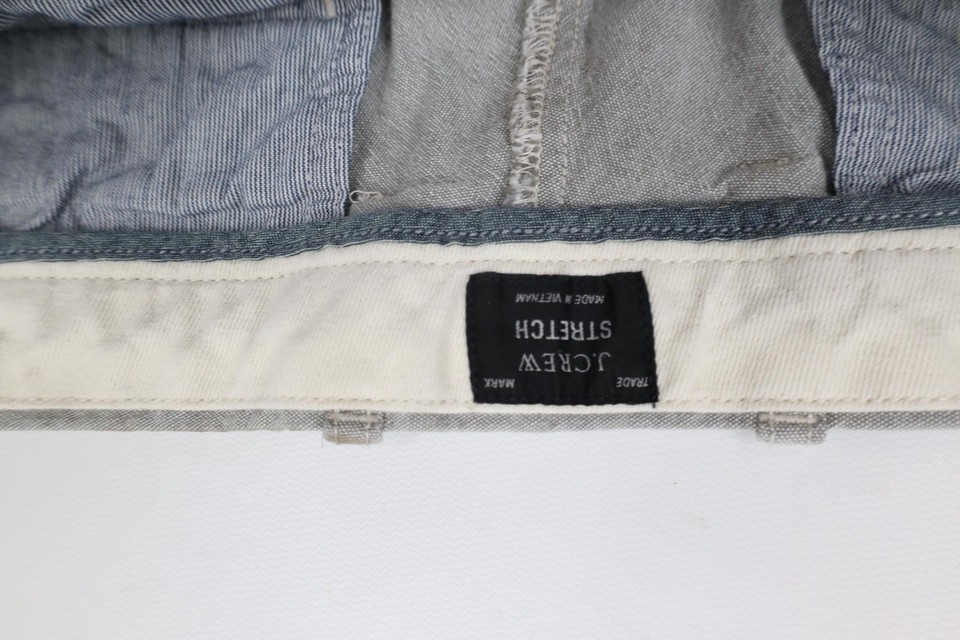 TRADE MARK
J.CREW
STRETCH
MADE IN VIETNAM